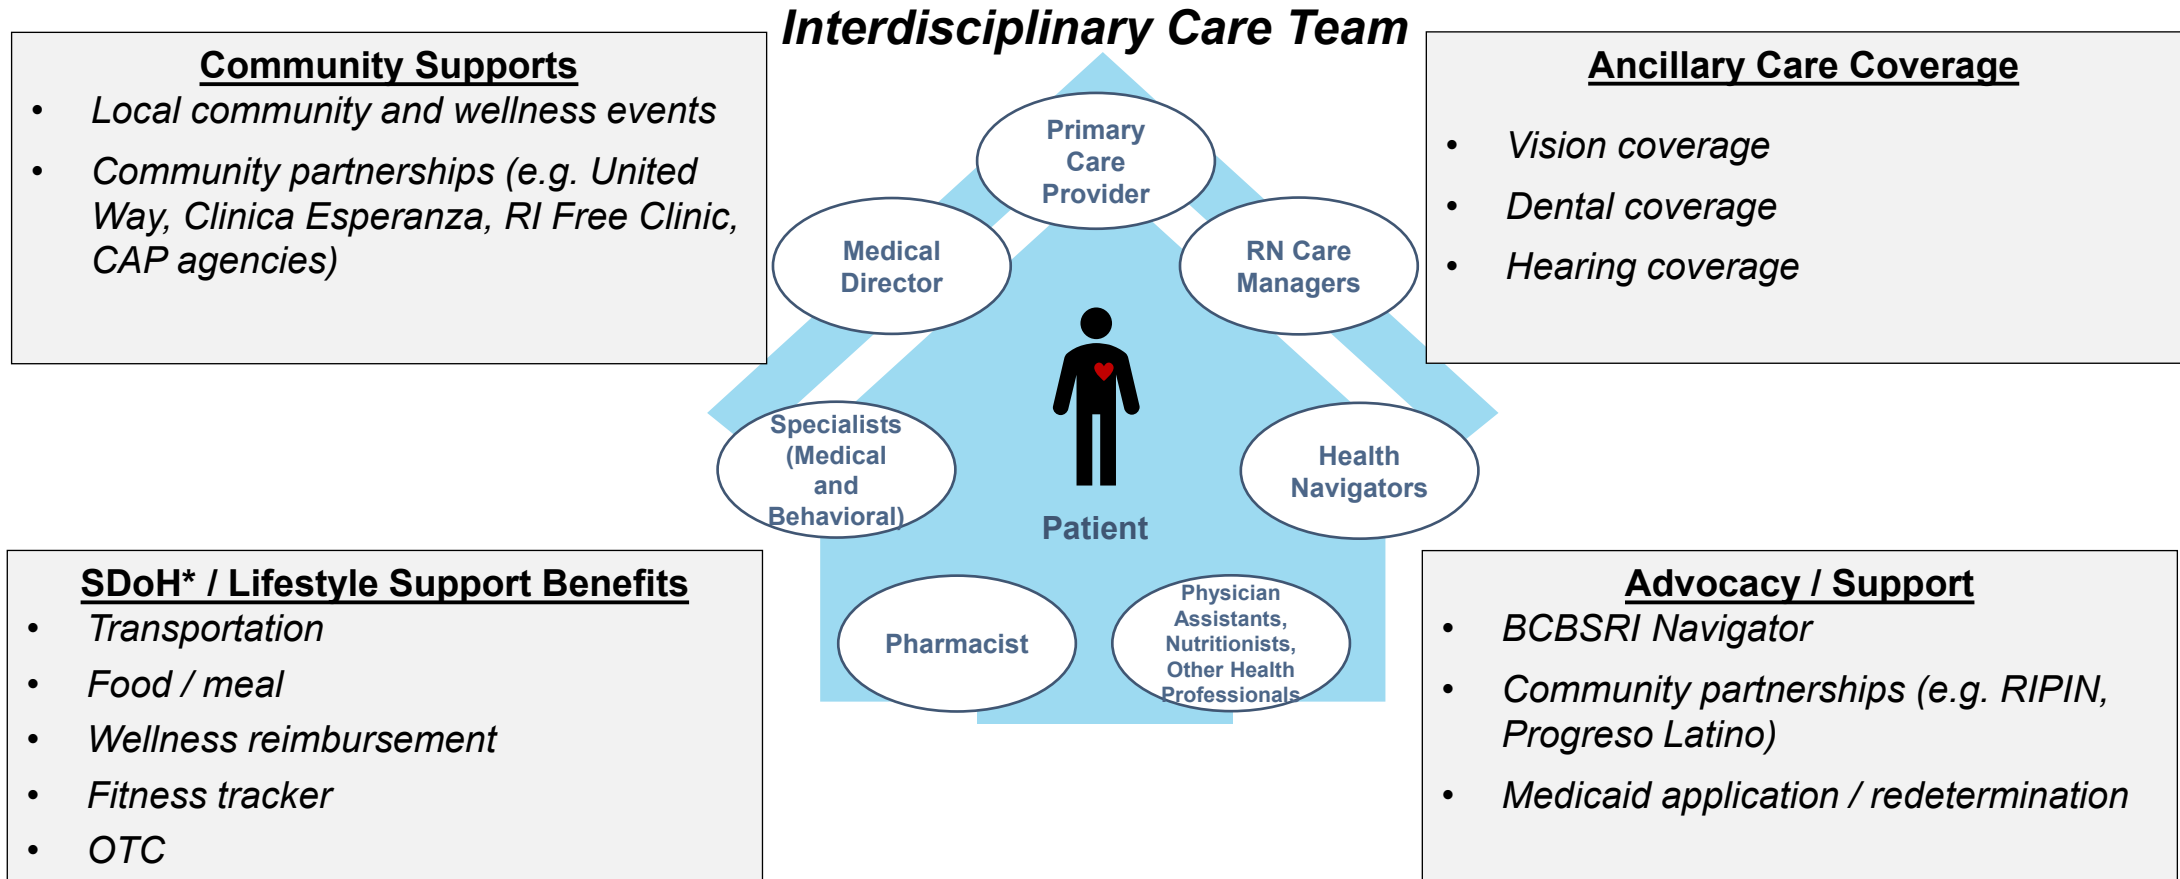 Interdisciplinary Care Team
Community Supports
• Local community and wellness events
• Community partnerships (e.g. United
Way, Clinica Esperanza, RI Free Clinic,
CAP agencies)
Ancillary Care Coverage
• Vision coverage
• Dental coverage
• Hearing coverage
Primary
Care
Provider
Medical
Director
RN Care
Managers
Specialists
(Medical
and
Behavioral)
Health
Navigators
Patient
Pharmacist
Physician
Assistants,
Nutritionists,
Other Health
Professionals
SDoH* / Lifestyle Support Benefits
• Transportation
• Food / meal
• Wellness reimbursement
• Fitness tracker
• OTC
Advocacy / Support
• BCBSRI Navigator
• Community partnerships (e.g. RIPIN,
Progreso Latino)
• Medicaid application / redetermination